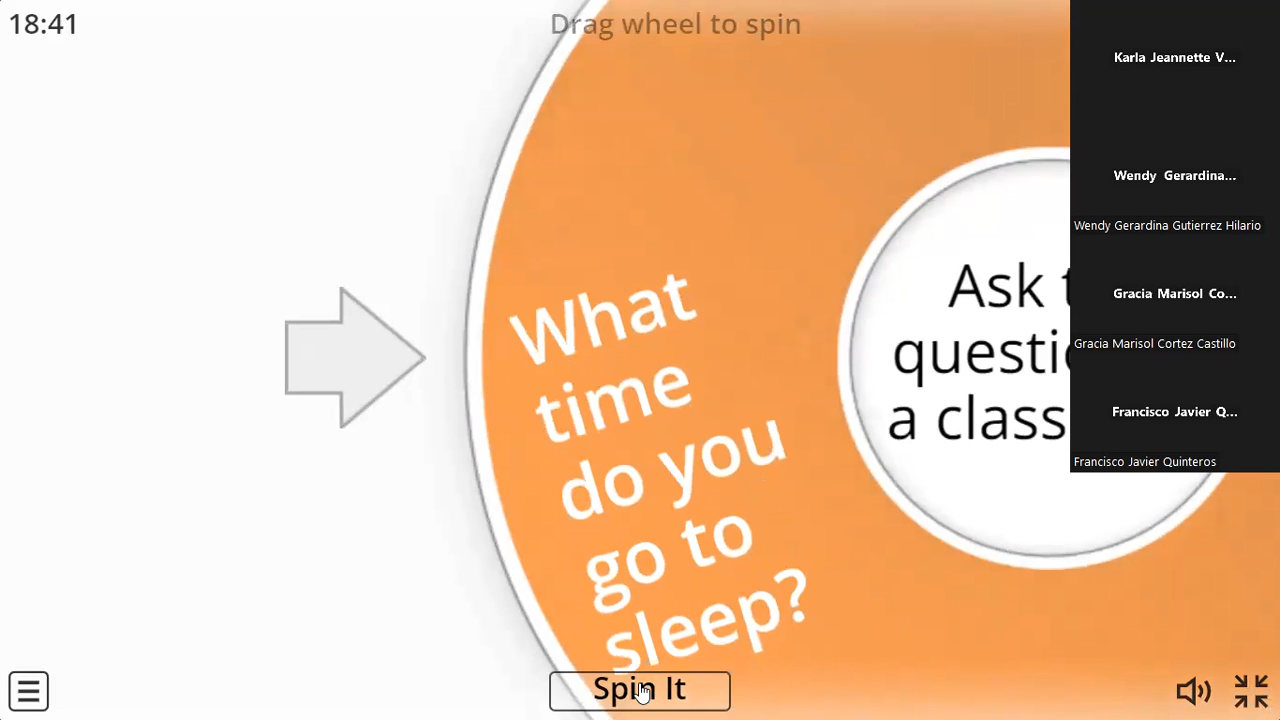 18:41
Drag wheel to spin
Karla Jeannette V...
Wendy Gerardina...
Wendy Gerardina Gutierrez Hilario
Gracia Marisol Co...
Gracia Marisol Cortez Castillo
Francisco Javier Q...
Francisco Javier Quinteros
What
time
do you
go to
sleep?
Ask
a class
Spin It